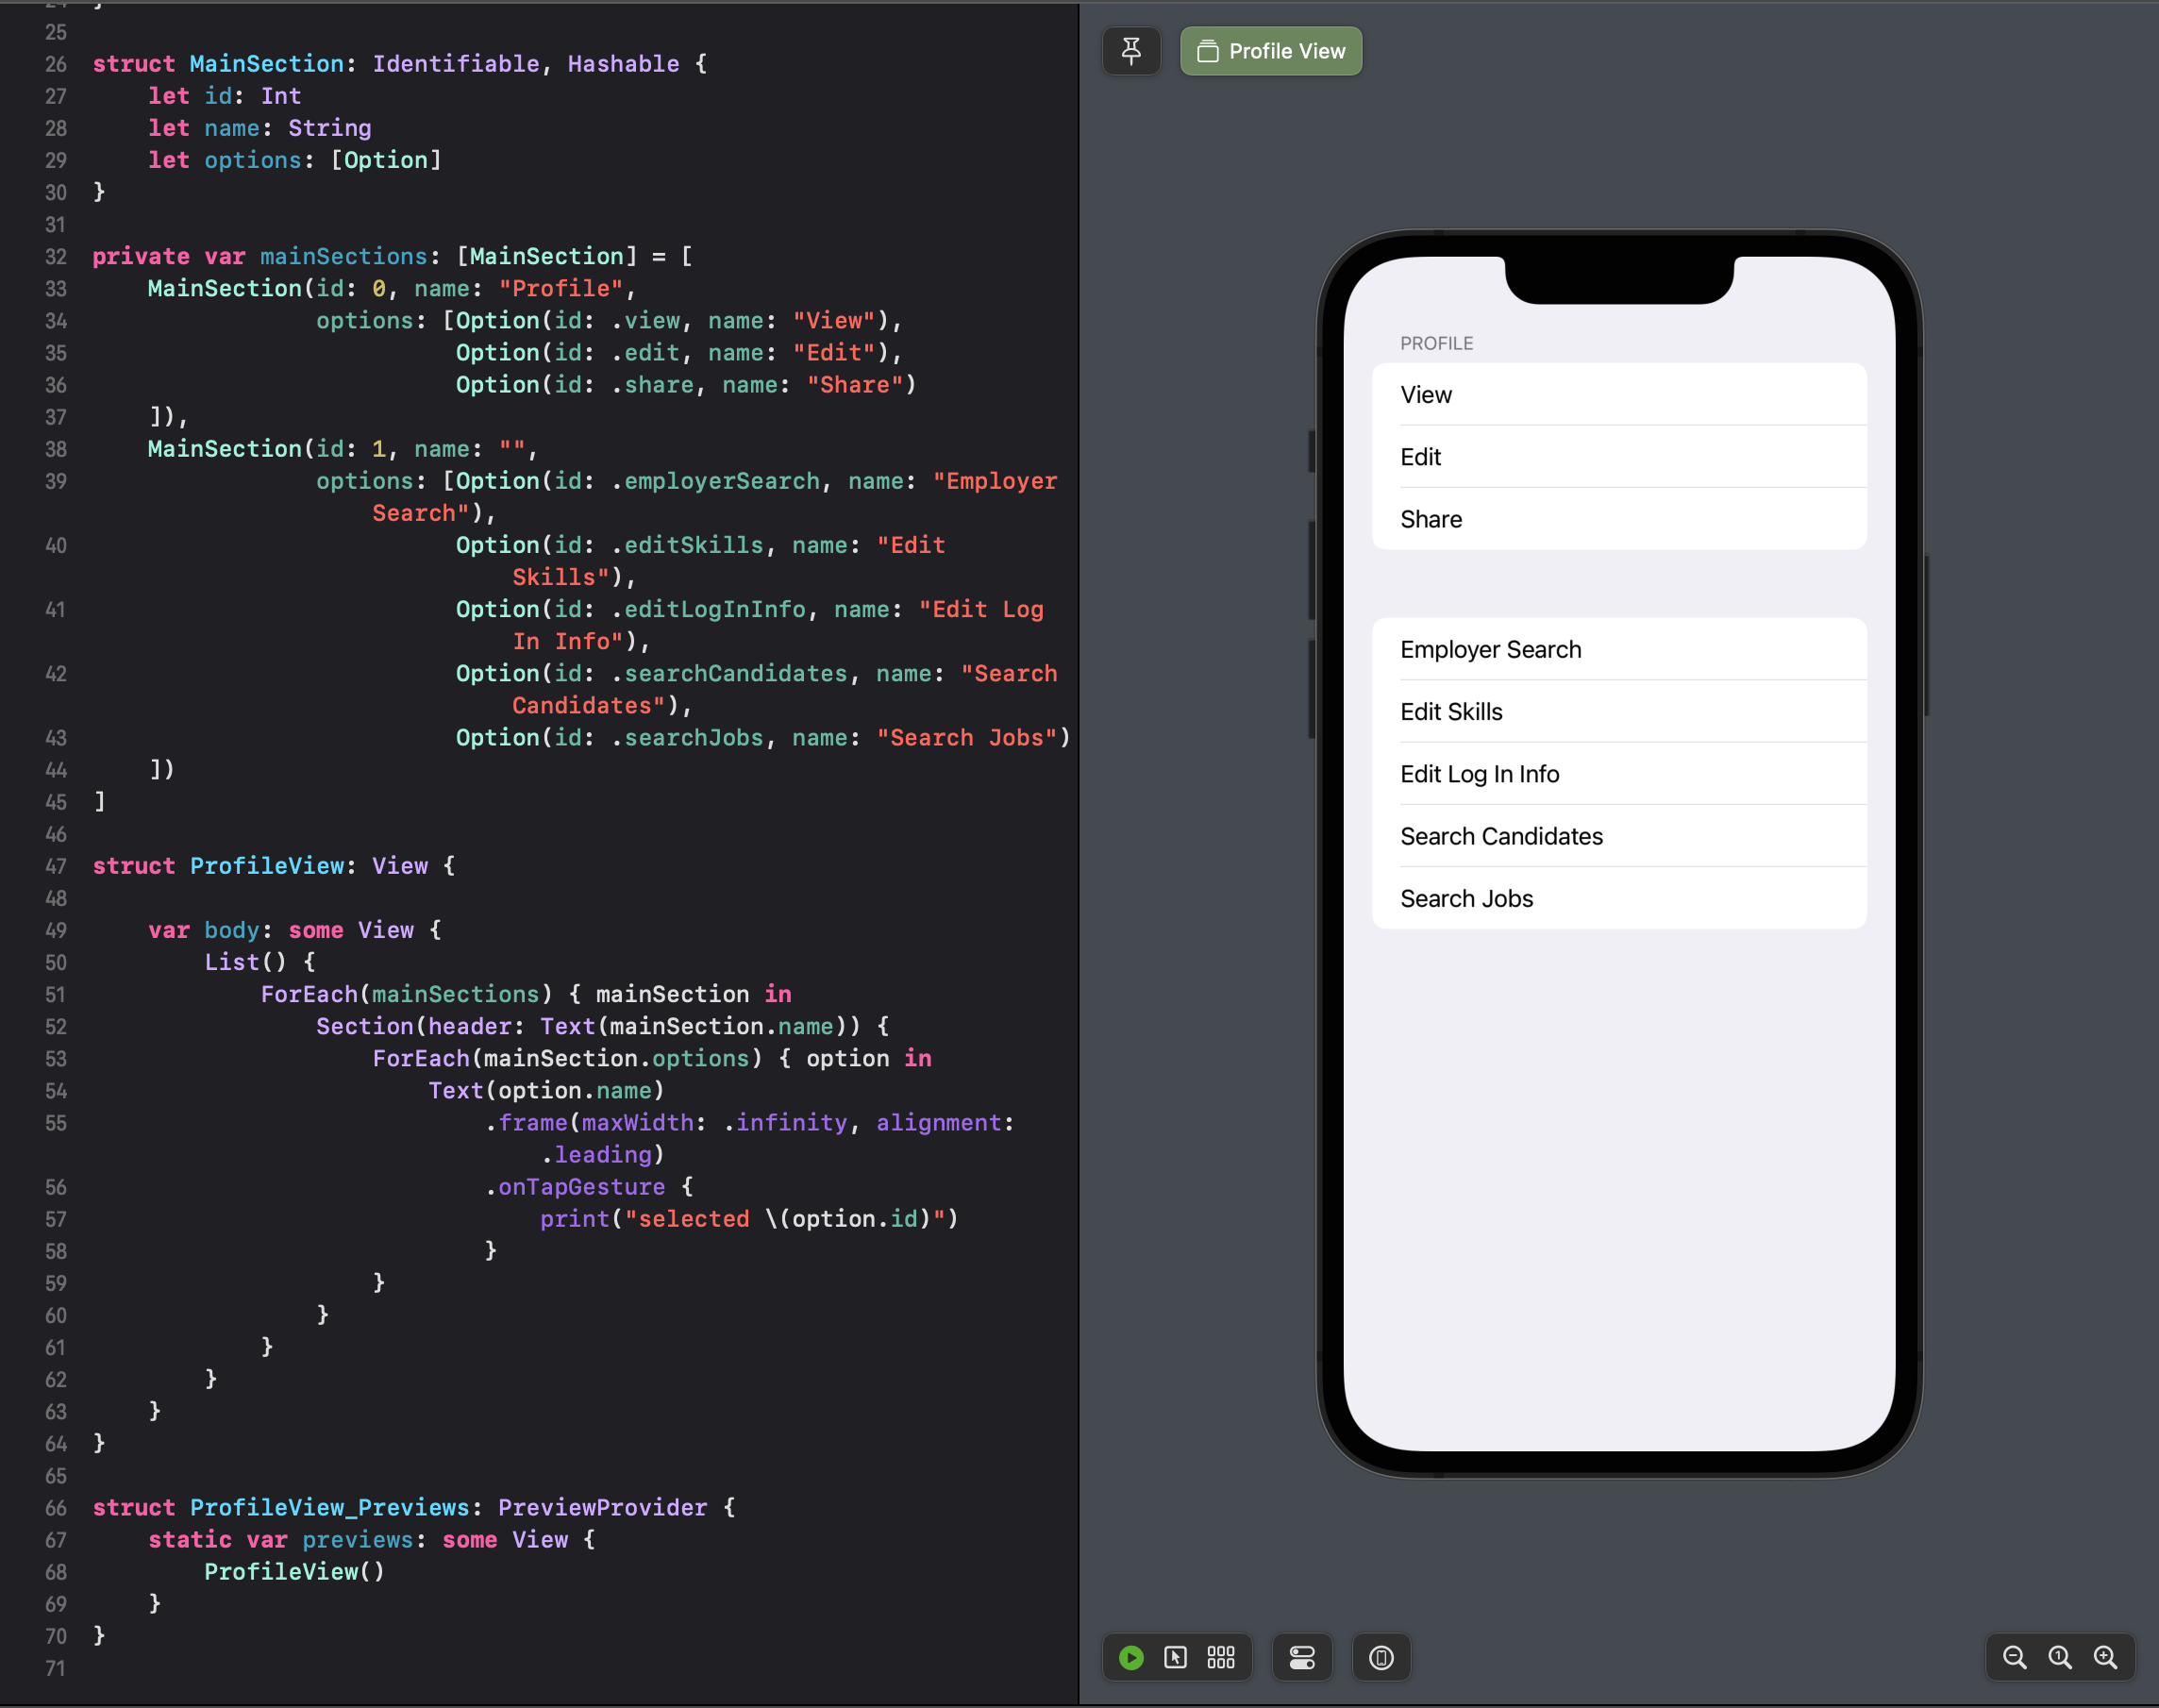 25
26 struct MainSection: Identifiable, Hashable {
27     let id: Int
28     let name: String
29     let options: [Option]
30 }
31
32 private var mainSections: [MainSection] = [
33     MainSection(id: 0, name: "Profile",
34                 options: [Option(id: .view, name: "View"),
35                           Option(id: .edit, name: "Edit"),
36                           Option(id: .share, name: "Share")
37     ]),
38     MainSection(id: 1, name: "",
39                 options: [Option(id: .employerSearch, name: "Employer
                    Search"),
40                           Option(id: .editSkills, name: "Edit
                              Skills"),
41                           Option(id: .editLogInInfo, name: "Edit Log
                              In Info"),
42                           Option(id: .searchCandidates, name: "Search
                              Candidates"),
43                           Option(id: .searchJobs, name: "Search Jobs")
44     ])
45 ]
46
47 struct ProfileView: View {
48
49     var body: some View {
50         List() {
51             ForEach(mainSections) { mainSection in
52                 Section(header: Text(mainSection.name)) {
53                     ForEach(mainSection.options) { option in
54                         Text(option.name)
55                             .frame(maxWidth: .infinity, alignment:
                                .leading)
56                             .onTapGesture {
57                                 print("selected \(option.id)")
58                             }
59                     }
60                 }
61             }
62         }
63     }
64 }
65
66 struct ProfileView_Previews: PreviewProvider {
67     static var previews: some View {
68         ProfileView()
69     }
70 }
71
Profile View
PROFILE
View
Edit
Share
Employer Search
Edit Skills
Edit Log In Info
Search Candidates
Search Jobs